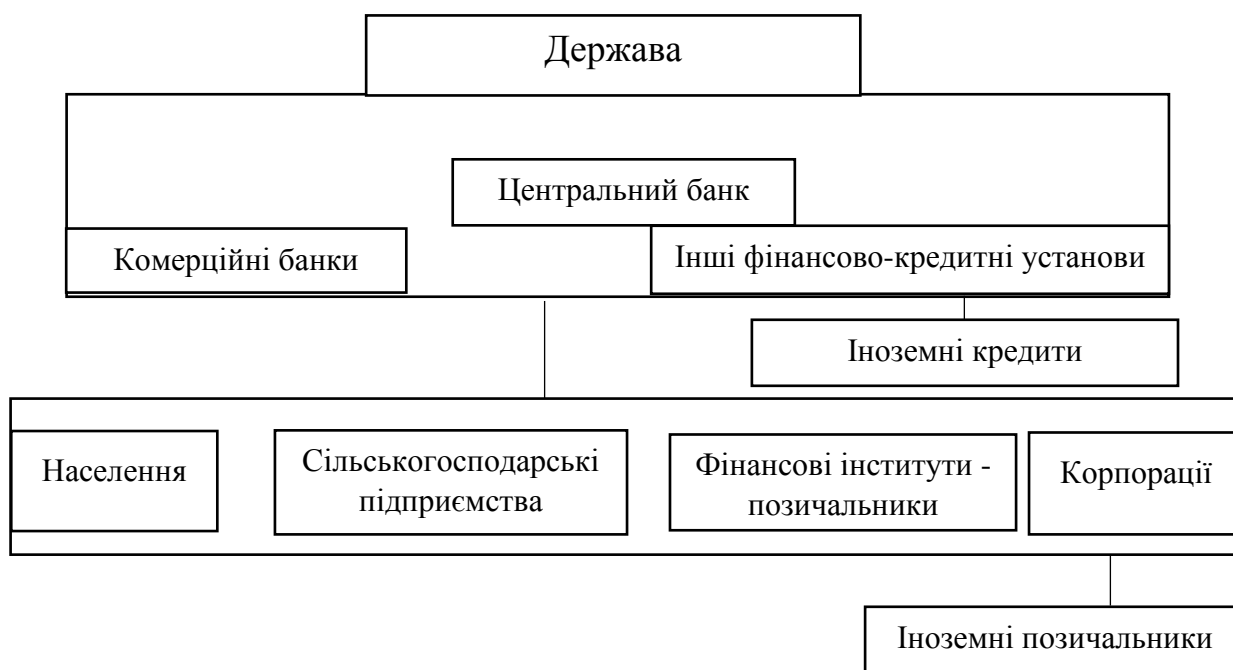 Держава
Центральний банк
Комерційні банки
Інші фінансово-кредитні установи
Іноземні кредити
Населення
Сільськогосподарські
підприємства
Фінансові інститути -
позичальники
Корпорації
Іноземні позичальники